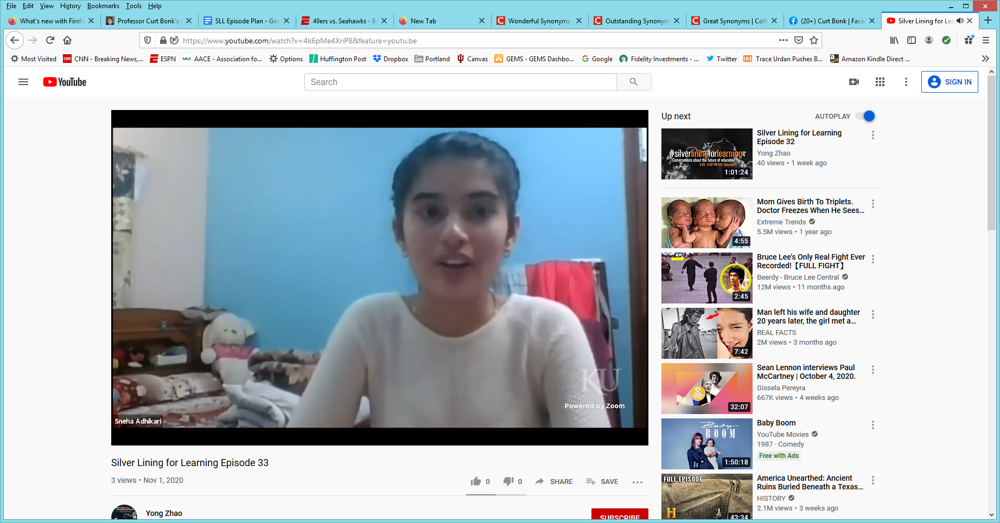 File Edit View History Bookmarks Tools Help
What's new with Firefo
Professor Curt Bonk's
SLL Episode Plan - Goo
49ers vs. Seahawks - Bo
New Tab
Wonderful Synonyms
Outstanding Synonym
Great Synonyms | Colli
(20+) Curt Bonk | Face
Silver Lining for Lea
https://www.youtube.com/watch?v=4k6pMe4XnP8&feature=youtu.be
Most Visited
CNN
CNN - Breaking News,...
ESPN
AACE - Association fo...
Options
Huffington Post
Dropbox
Portland
Canvas
GEMS - GEMS Dashbo...
Google
Fidelity Investments - ...
Twitter
IHE
Trace Urdan Pushes B...
Amazon Kindle Direct ...
YouTube
Search
SIGN IN
KU
Powered by Zoom
Sneha Adhikari
Silver Lining for Learning Episode 33
3 views • Nov 1, 2020
0
0
SHARE
SAVE
Yong Zhao
SUBSCRIBE
Up next
AUTOPLAY
#silverliningforlearning
Conversations about the future of education
5:30 - 6:30 PM EDT, Saturdays
1:01:24
Silver Lining for Learning
Episode 32
Yong Zhao
40 views • 1 week ago
4:55
Mom Gives Birth To Triplets.
Doctor Freezes When He Sees...
Extreme Trends
5.5M views • 1 year ago
2:45
Bruce Lee's Only Real Fight Ever
Recorded!【FULL FIGHT】
Beerdy - Bruce Lee Central
12M views • 11 months ago
7:42
Man left his wife and daughter
20 years later, the girl met a...
REAL FACTS
2M views • 3 months ago
32:07
Sean Lennon interviews Paul
McCartney | October 4, 2020.
Gissela Pereyra
667K views • 4 weeks ago
Baby
BOOM
1:50:18
Baby Boom
YouTube Movies
1987 · Comedy
Free with Ads
FULL EPISODE
H
43:34
America Unearthed: Ancient
Ruins Buried Beneath a Texas...
HISTORY
2.1M views • 3 weeks ago